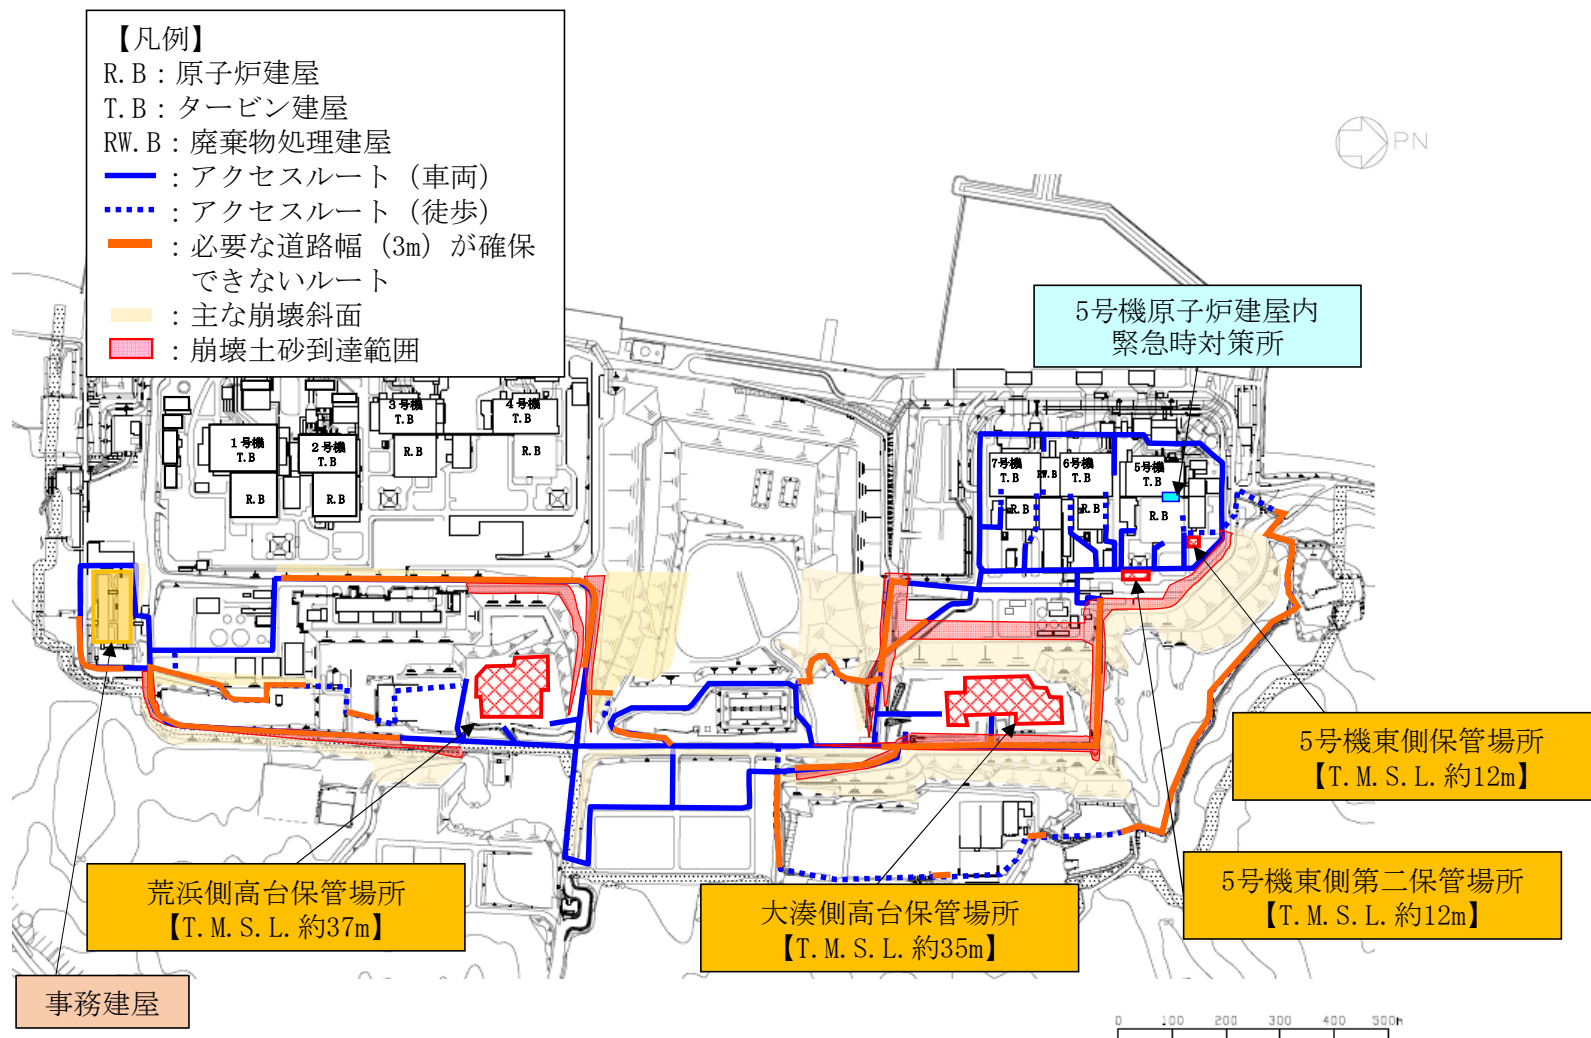 【凡例】
R.B：原子炉建屋
T.B：タービン建屋
RW.B：廃棄物処理建屋
：アクセスルート（車両）
：アクセスルート（徒歩）
：必要な道路幅（3m）が確保
できないルート
：主な崩壊斜面
：崩壊土砂到達範囲
PN
5号機原子炉建屋内
緊急時対策所
1号機
T.B
R.B
2号機
T.B
R.B
3号機
T.B
R.B
4号機
T.B
R.B
7号機
T.B
R.B
RW.B
6号機
T.B
R.B
5号機
T.B
R.B
5号機東側保管場所
【T.M.S.L.約12m】
5号機東側第二保管場所
【T.M.S.L.約12m】
荒浜側高台保管場所
【T.M.S.L.約37m】
大湊側高台保管場所
【T.M.S.L.約35m】
事務建屋
0 100 200 300 400 500m